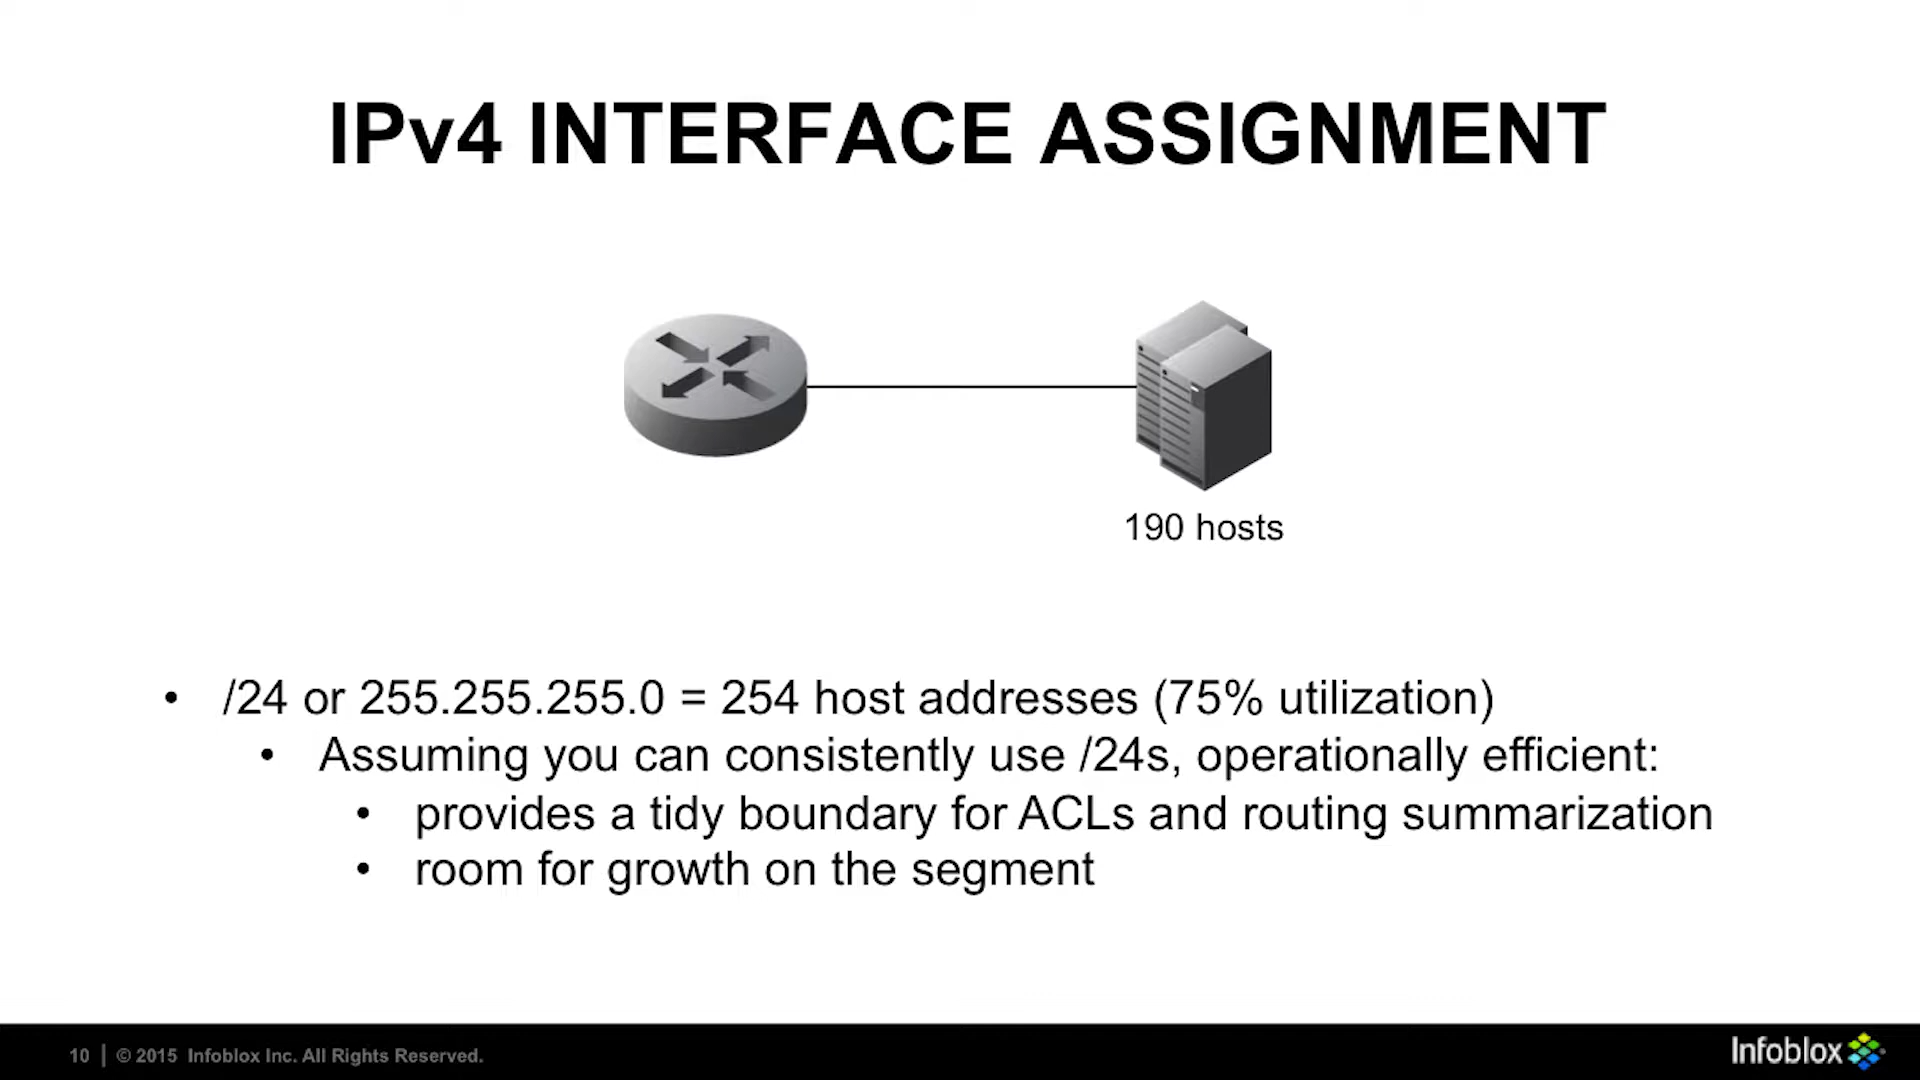 IPv4 INTERFACE ASSIGNMENT
190 hosts
• /24 or 255.255.255.0 = 254 host addresses (75% utilization)
• Assuming you can consistently use /24s, operationally efficient:
• provides a tidy boundary for ACLs and routing summarization
• room for growth on the segment
10 | © 2015 Infoblox Inc. All Rights Reserved.
Infoblox